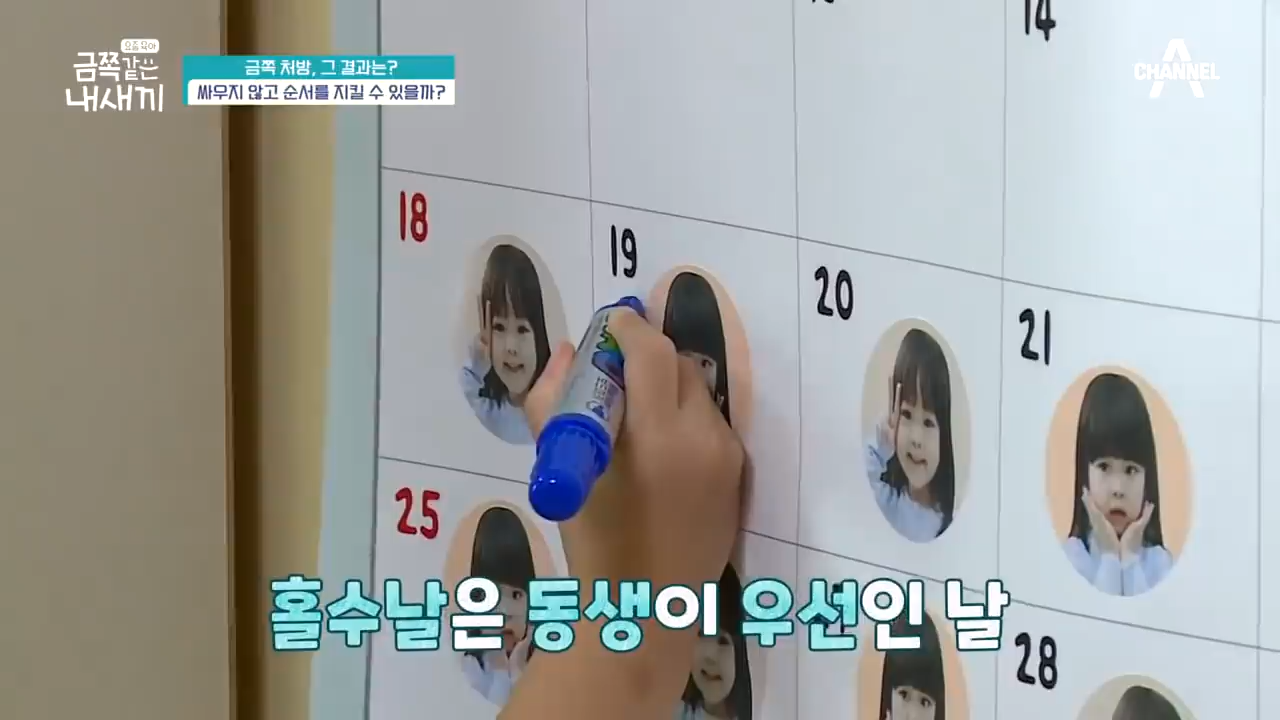 요즘 육아
금쪽같은
내새끼
금쪽 처방, 그 결과는?
싸우지 않고 순서를 지킬 수 있을까?
CHANNEL A
14
18
19
20
21
25
28
홀수날은 동생이 우선인 날